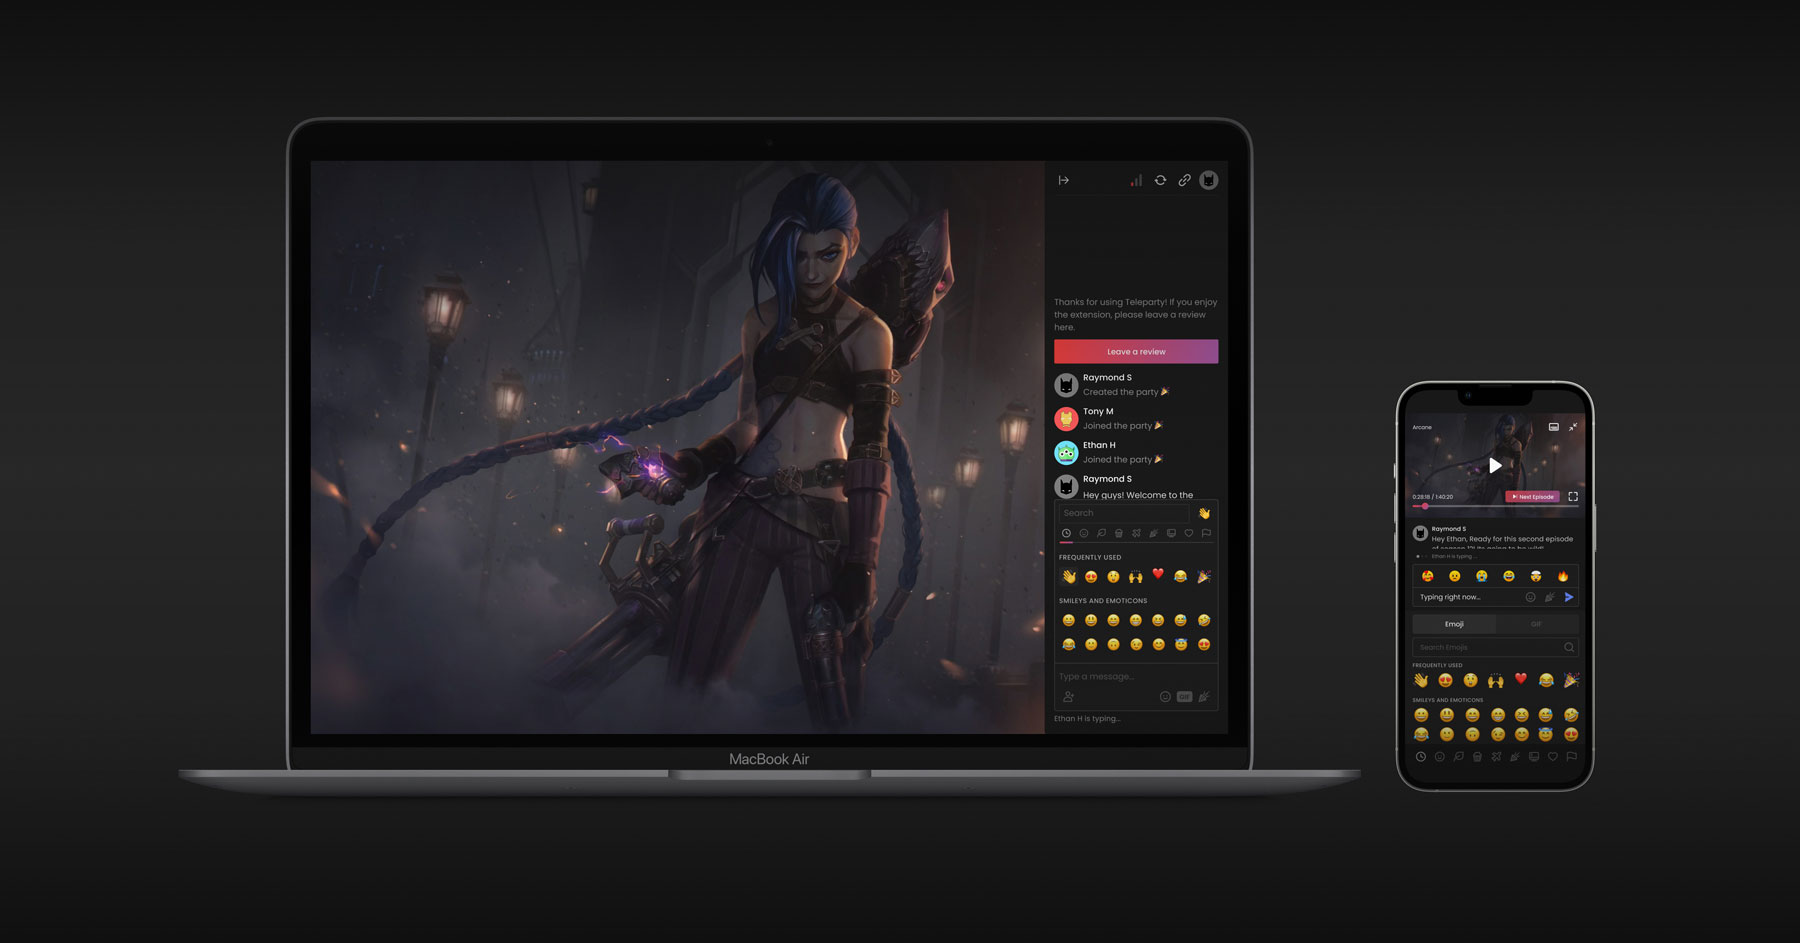 Thanks for using Teleparty! If you enjoy
the extension, please leave a review
here.
Leave a review
Raymond S
Created the party 🎉
Tony M
Joined the party 🎉
Ethan H
Joined the party 🎉
Raymond S
Hey guys! Welcome to the
Search
FREQUENTLY USED
SMILEYS AND EMOTICONS
Type a message...
GIF
Ethan H is typing...
MacBook Air
Arcane
0:28:18 / 1:40:20
Next Episode
Raymond S
Hey Ethan, Ready for this second episode
Ethan H is typing ...
Typing right now...
Emoji
GIF
Search Emojis
FREQUENTLY USED
SMILEYS AND EMOTICONS